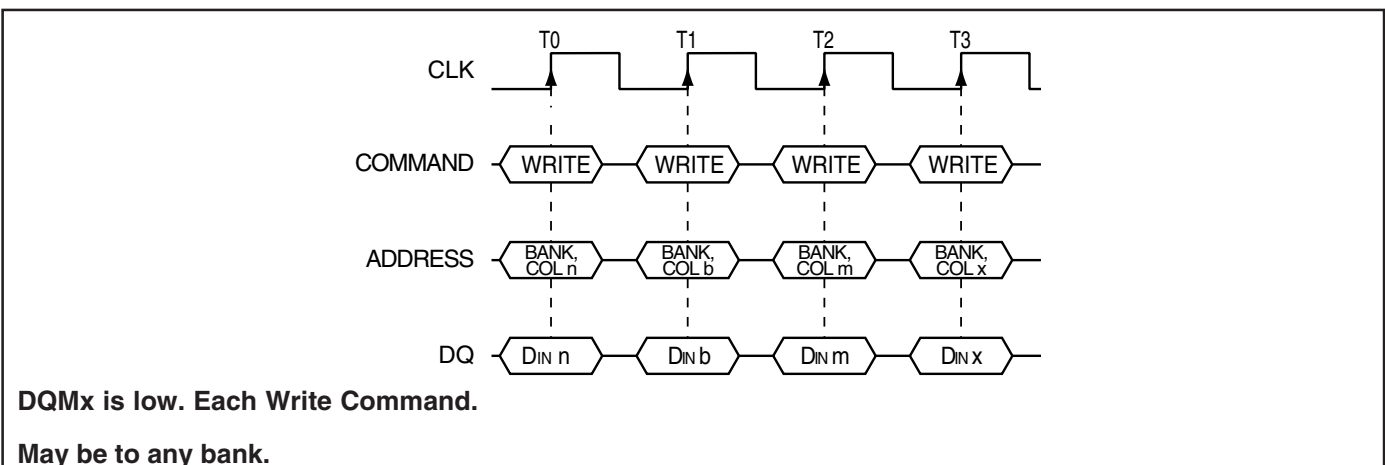 T0 T1 T2 T3
CLK
COMMAND WRITE WRITE WRITE WRITE
BANK, BANK, BANK, BANK,
ADDRESS
COL n COL b COL m COL x
DQ DIN n DIN b DIN m DIN x
DQMx is low. Each Write Command.
May be to any bank.